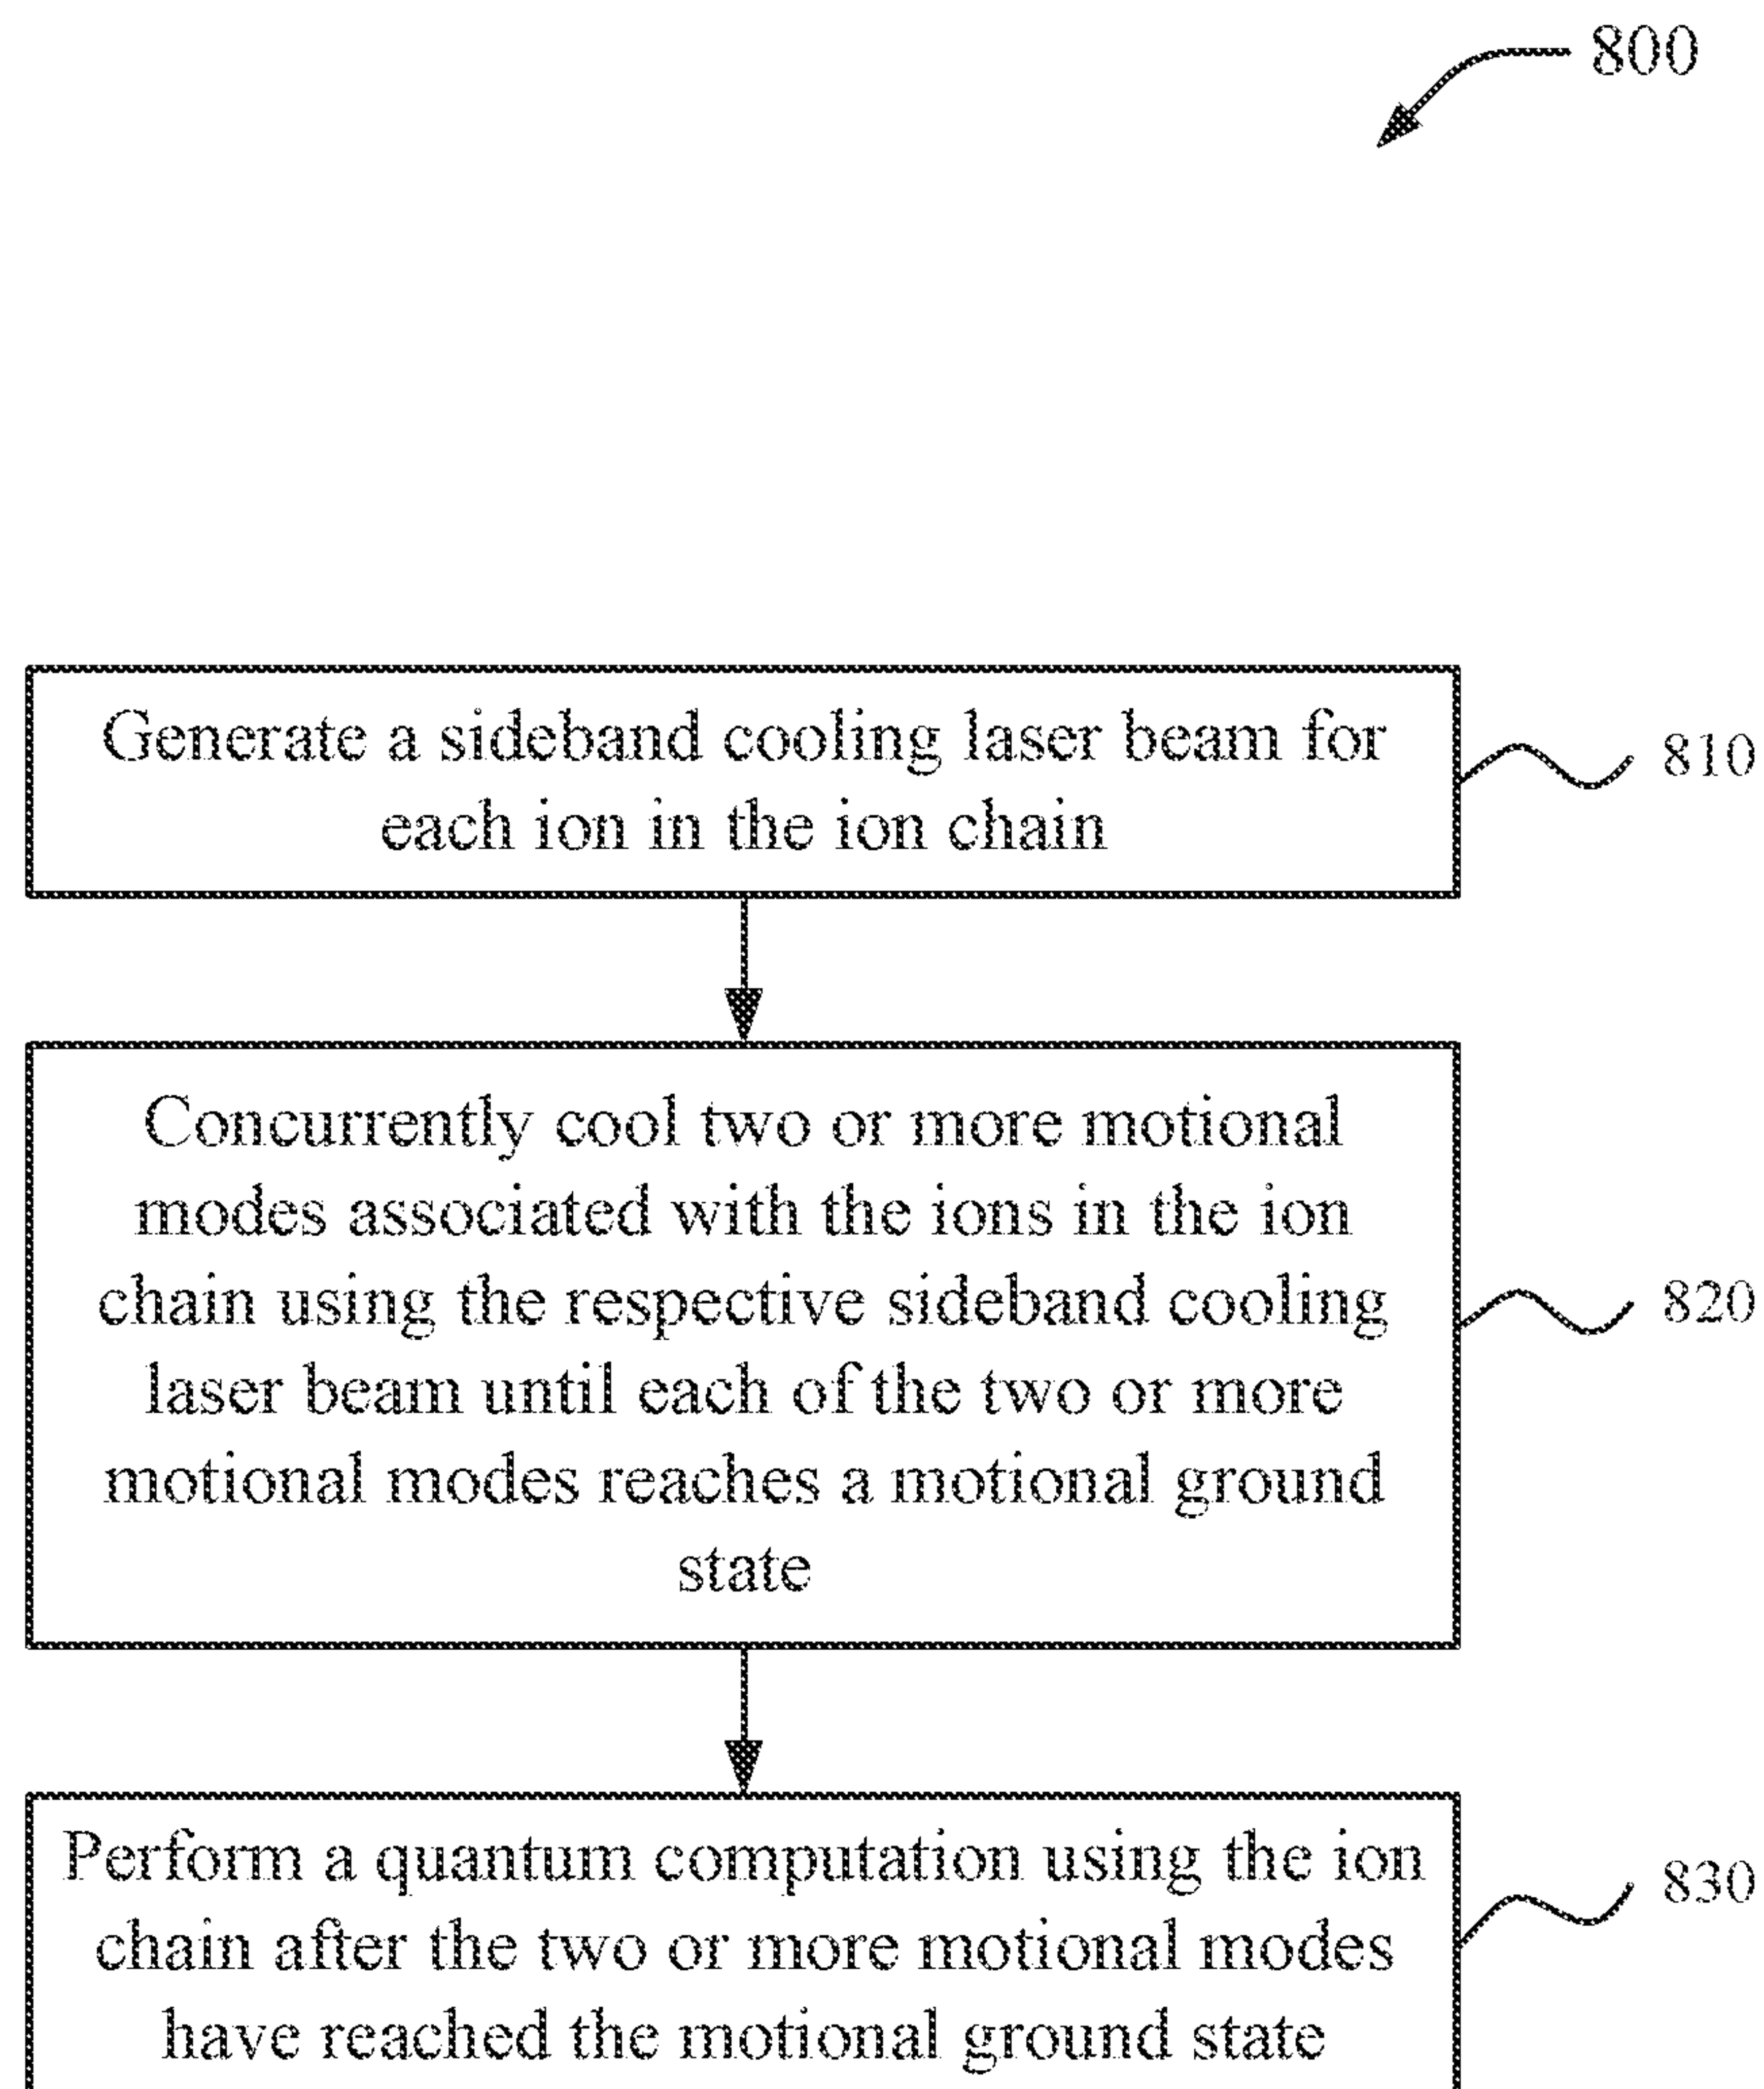 800
Generate a sideband cooling laser beam for
each ion in the ion chain
810
Concurrently cool two or more motional
modes associated with the ions in the ion
chain using the respective sideband cooling
laser beam until each of the two or more
motional modes reaches a motional ground
state
820
Perform a quantum computation using the ion
chain after the two or more motional modes
have reached the motional ground state
830